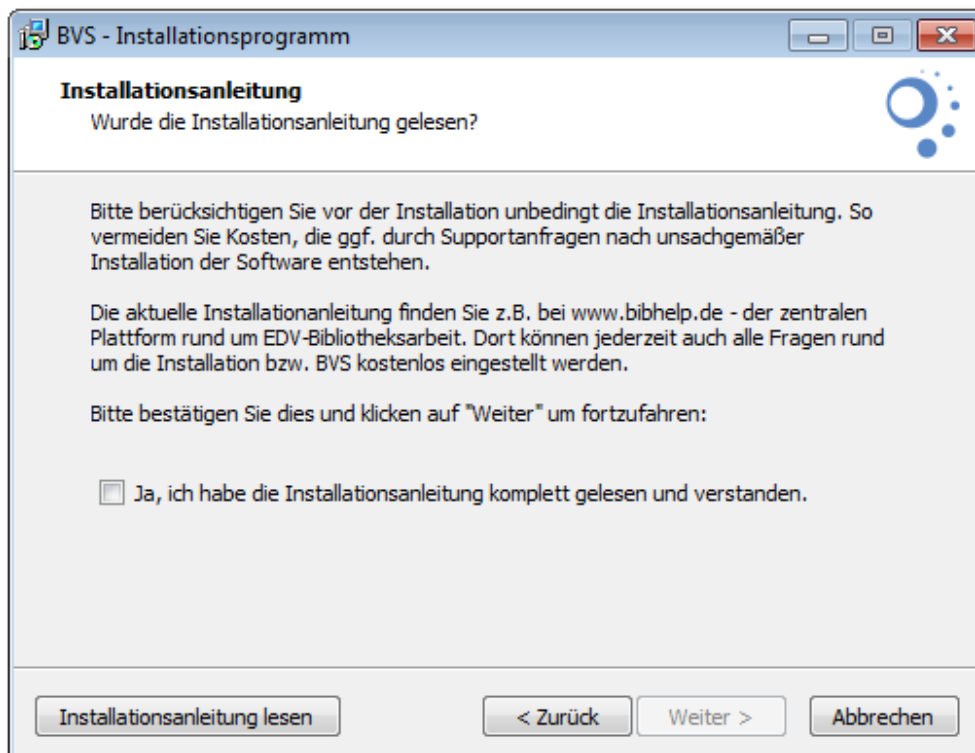 BVS - Installationsprogramm
Installationsanleitung
Wurde die Installationsanleitung gelesen?
Bitte berücksichtigen Sie vor der Installation unbedingt die Installationsanleitung. So
vermeiden Sie Kosten, die ggf. durch Supportanfragen nach unsachgemäßer
Installation der Software entstehen.
Die aktuelle Installationanleitung finden Sie z.B. bei www.bibhelp.de - der zentralen
Plattform rund um EDV-Bibliotheksarbeit. Dort können jederzeit auch alle Fragen rund
um die Installation bzw. BVS kostenlos eingestellt werden.
Bitte bestätigen Sie dies und klicken auf "Weiter" um fortzufahren:
Ja, ich habe die Installationsanleitung komplett gelesen und verstanden.
Installationsanleitung lesen
< Zurück
Weiter >
Abbrechen